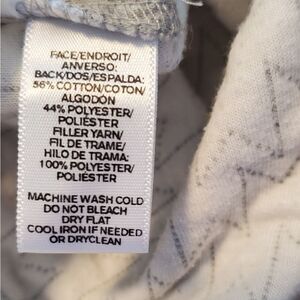 FACE/ENDROIT/
ANVERSO:
BACK/DOS/ESPALDA:
56% COTTON/COTON/
ALGODON
44% POLYESTER/
POLIÉSTER
FILLER YARN/
FIL DE TRAME/
HILO DE TRAMA:
100% POLYESTER/
POLIÉSTER
MACHINE WASH COLD
DO NOT BLEACH
DRY FLAT
COOL IRON IF NEEDED
OR DRYCLEAN